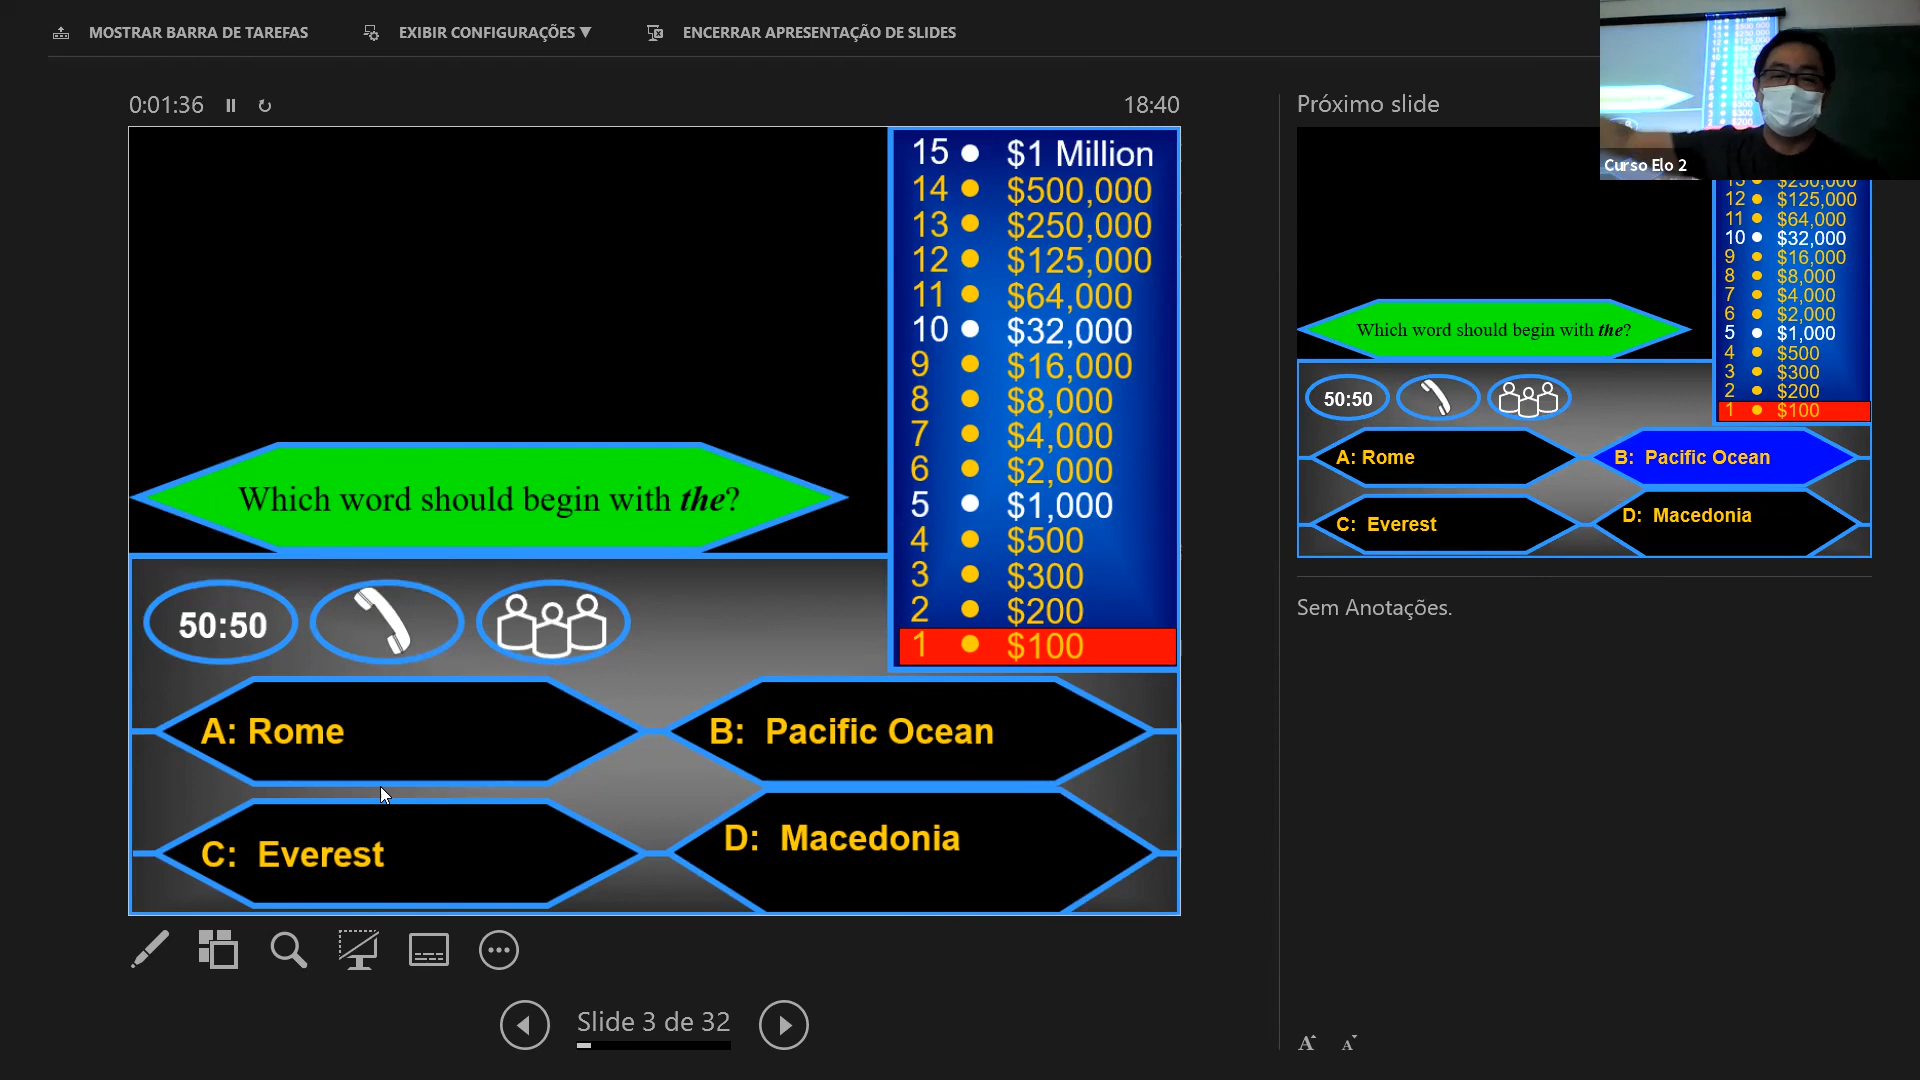 MOSTRAR BARRA DE TAREFAS
EXIBIR CONFIGURAÇÕES ▼
ENCERRAR APRESENTAÇÃO DE SLIDES
0:01:36
18:40
15 • $1 Million
14 • $500,000
13 • $250,000
12 • $125,000
11 • $64,000
10 • $32,000
9 • $16,000
8 • $8,000
7 • $4,000
6 • $2,000
5 • $1,000
4 • $500
3 • $300
2 • $200
1 • $100
Which word should begin with the?
50:50
A: Rome
B: Pacific Ocean
C: Everest
D: Macedonia
Slide 3 de 32
Próximo slide
Curso Elo 2
13 • $250,000
12 • $125,000
11 • $64,000
10 • $32,000
9 • $16,000
8 • $8,000
7 • $4,000
6 • $2,000
5 • $1,000
4 • $500
3 • $300
2 • $200
1 • $100
Which word should begin with the?
50:50
A: Rome
B: Pacific Ocean
C: Everest
D: Macedonia
Sem Anotações.
A A